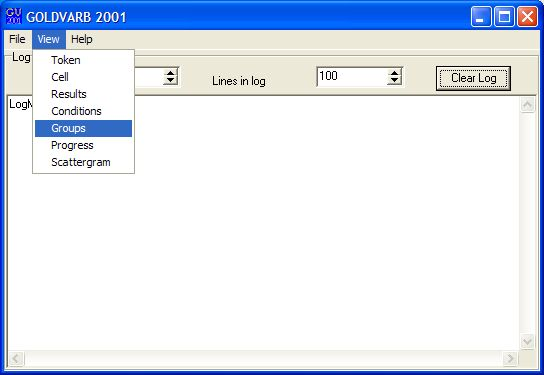 GV 2001 GOLDVARB 2001
File View Help
Log
Token
Cell
Results
Conditions
Groups
Progress
Scattergram
Lines in log 100 Clear Log
LogM